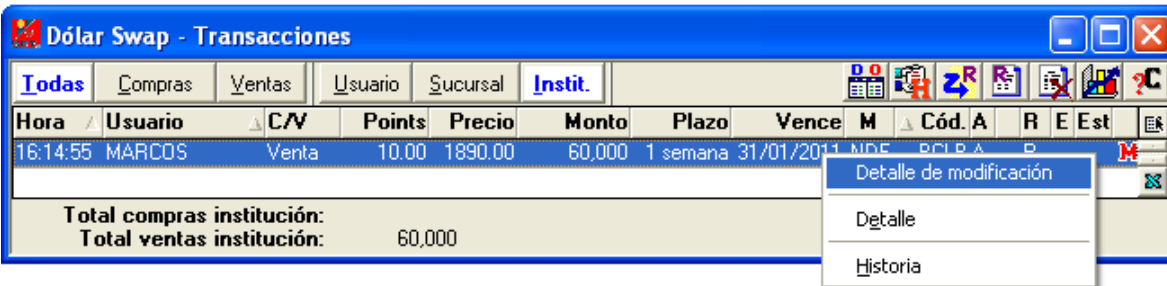 Dólar Swap - Transacciones
Todas Compras Ventas Usuario Sucursal Instit.
Hora Usuario C/V Points Precio Monto Plazo Vence M Cód. A R E Est
16:14:55 MARCOS Venta 10.00 1890.00 60,000 1 semana 31/01/2011 M
Detalle de modificación
Total compras institución:
Detalle
Total ventas institución: 60,000
Historia